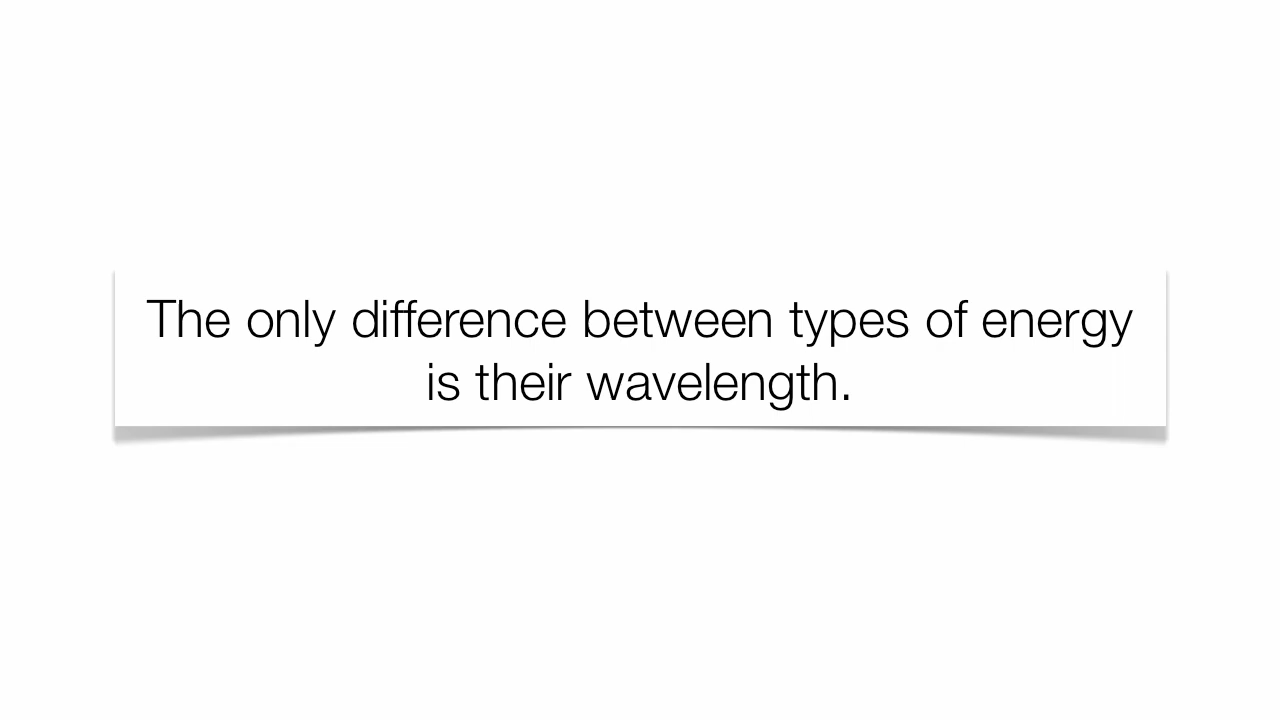 The only difference between types of energy
is their wavelength.